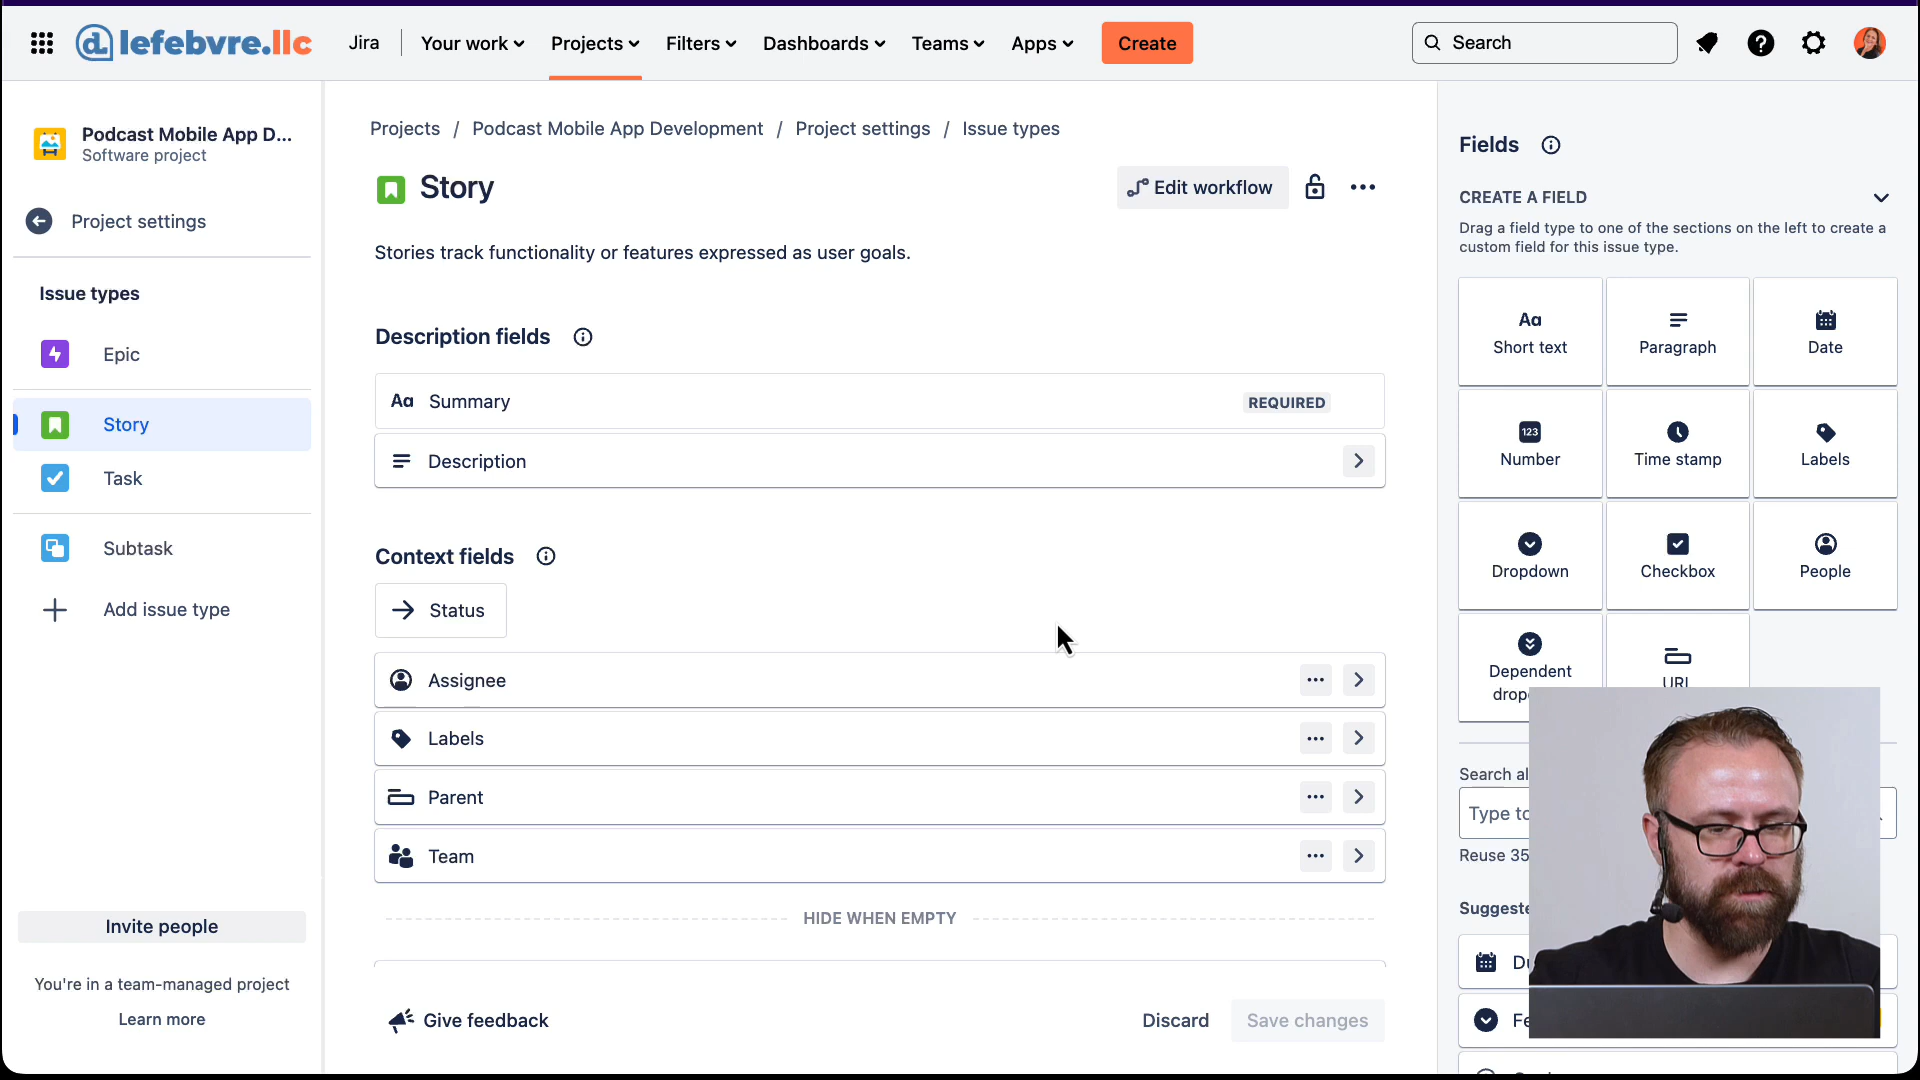 lefebvre.llc
Jira
Your work
Projects
Filters
Dashboards
Teams
Apps
Create
Search
Podcast Mobile App D...
Software project
Project settings
Issue types
Epic
Story
Task
Subtask
Add issue type
Invite people
You're in a team-managed project
Learn more
Projects / Podcast Mobile App Development / Project settings / Issue types
Story
Edit workflow
Stories track functionality or features expressed as user goals.
Description fields
Aa Summary REQUIRED
Description
Context fields
Status
Assignee
Labels
Parent
Team
HIDE WHEN EMPTY
Give feedback
Discard
Save changes
Fields
CREATE A FIELD
Drag a field type to one of the sections on the left to create a
custom field for this issue type.
Aa
Short text
Paragraph
Date
123
Number
Time stamp
Labels
Dropdown
Checkbox
People
Dependent
URL
Search
Type
Reuse 35